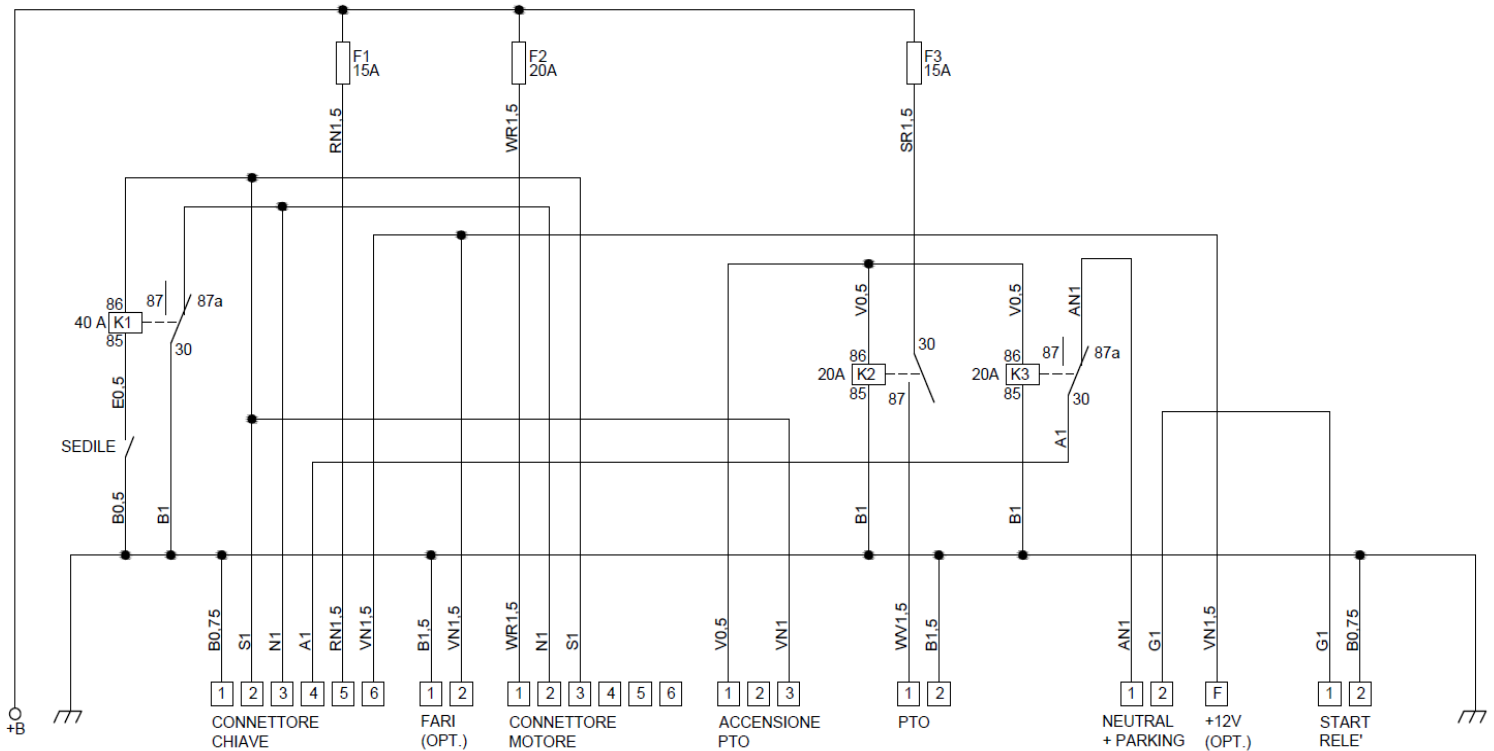 F1
15A
F2
20A
F3
15A
RN1,5
WR1,5
SR1,5
86
87
87a
40 A
K1
85
30
E0,5
SEDILE
B0,5
B1
V0,5
V0,5
AN1
30
86
20A
K2
85
87
86
87
87a
20A
K3
85
30
A1
B1
B1
B0,75
S1
N1
A1
RN1,5
VN1,5
B1,5
VN1,5
WR1,5
N1
S1
V0,5
VN1
WV1,5
B1,5
AN1
G1
VN1,5
G1
B0,75
+B
1 2 3 4 5 6
CONNETTORE
CHIAVE
1 2
FARI
(OPT.)
1 2 3 4 5 6
CONNETTORE
MOTORE
1 2 3
ACCENSIONE
PTO
1 2
PTO
1 2
NEUTRAL
+ PARKING
F
+12V
(OPT.)
1 2
START
RELE'